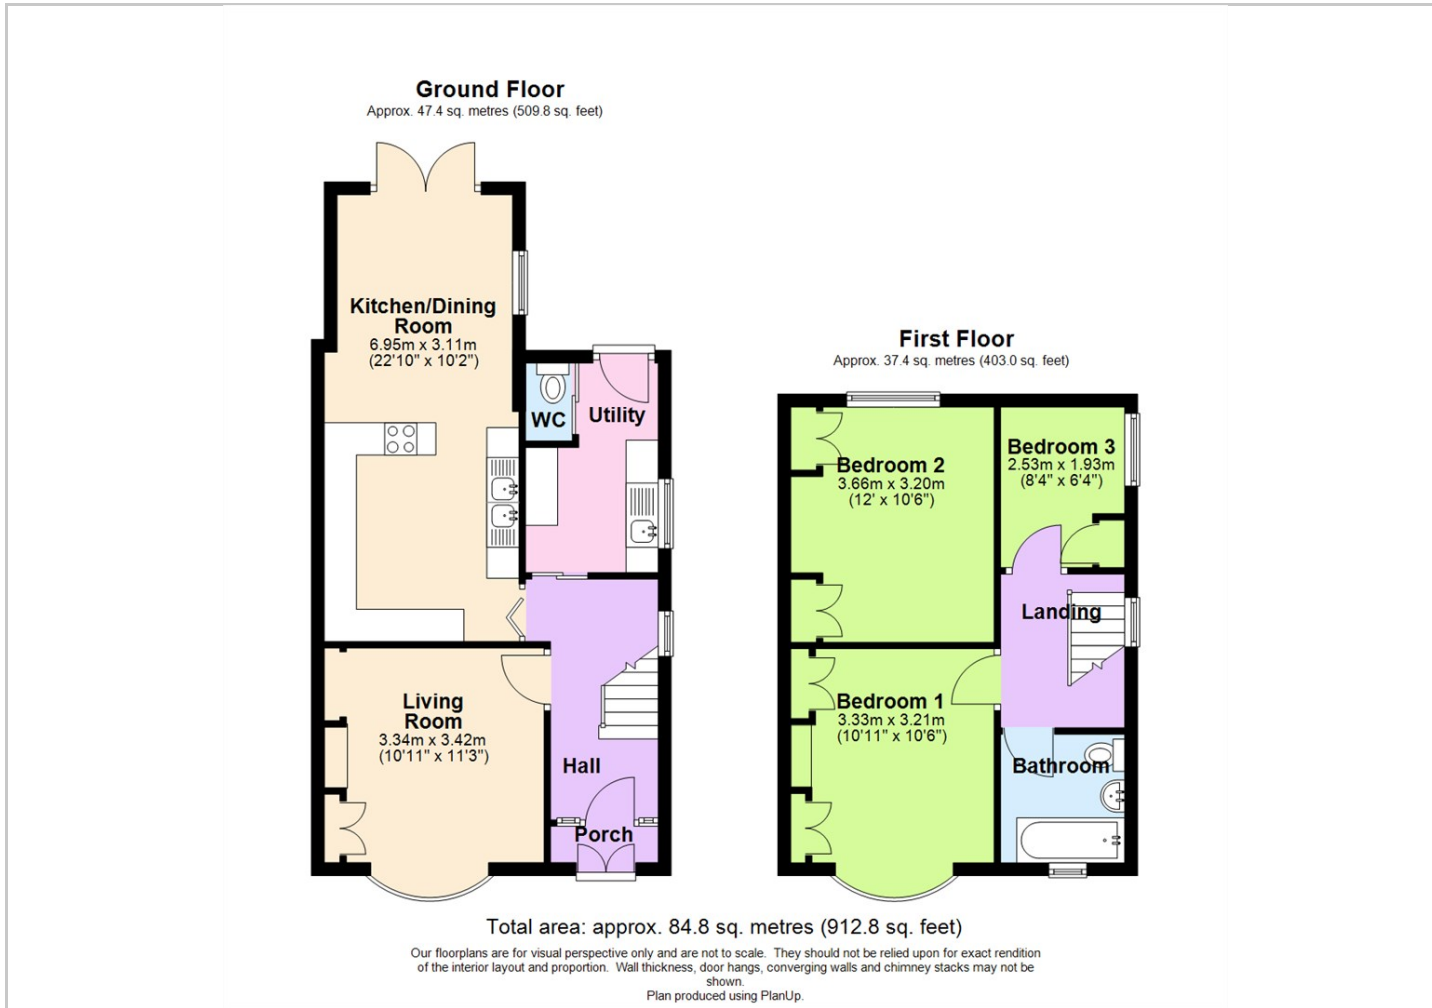 Ground Floor
Approx. 47.4 sq. metres (509.8 sq. feet)
Kitchen/Dining
Room
6.95m x 3.11m
(22'10" x 10'2")
WC
Utility
Living
Room
3.34m x 3.42m
(10'11" x 11'3")
Hall
Porch
First Floor
Approx. 37.4 sq. metres (403.0 sq. feet)
Bedroom 2
3.66m x 3.20m
(12' x 10'6")
Bedroom 3
2.53m x 1.93m
(8'4" x 6'4")
Landing
Bedroom 1
3.33m x 3.21m
(10'11" x 10'6")
Bathroom
Total area: approx. 84.8 sq. metres (912.8 sq. feet)
Our floorplans are for visual perspective only and are not to scale. They should not be relied upon for exact rendition
of the interior layout and proportion. Wall thickness, door hangs, converging walls and chimney stacks may not be
shown.
Plan produced using PlanUp.